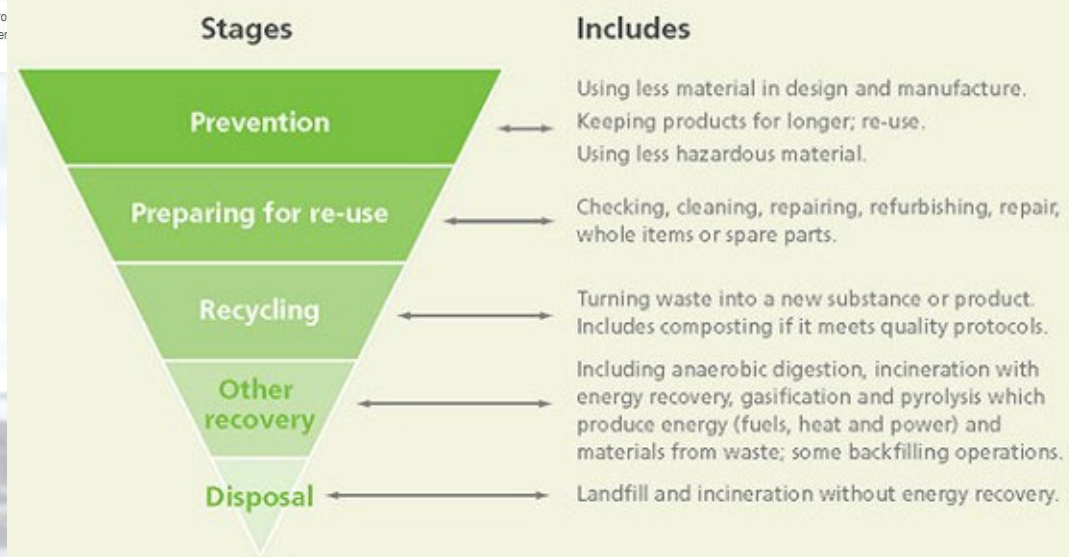 Stages
Includes
Prevention
Using less material in design and manufacture.
Keeping products for longer; re-use.
Using less hazardous material.
Preparing for re-use
Checking, cleaning, repairing, refurbishing, repair,
whole items or spare parts.
Recycling
Turning waste into a new substance or product.
Includes composting if it meets quality protocols.
Other
recovery
Including anaerobic digestion, incineration with
energy recovery, gasification and pyrolysis which
produce energy (fuels, heat and power) and
materials from waste; some backfilling operations.
Disposal
Landfill and incineration without energy recovery.